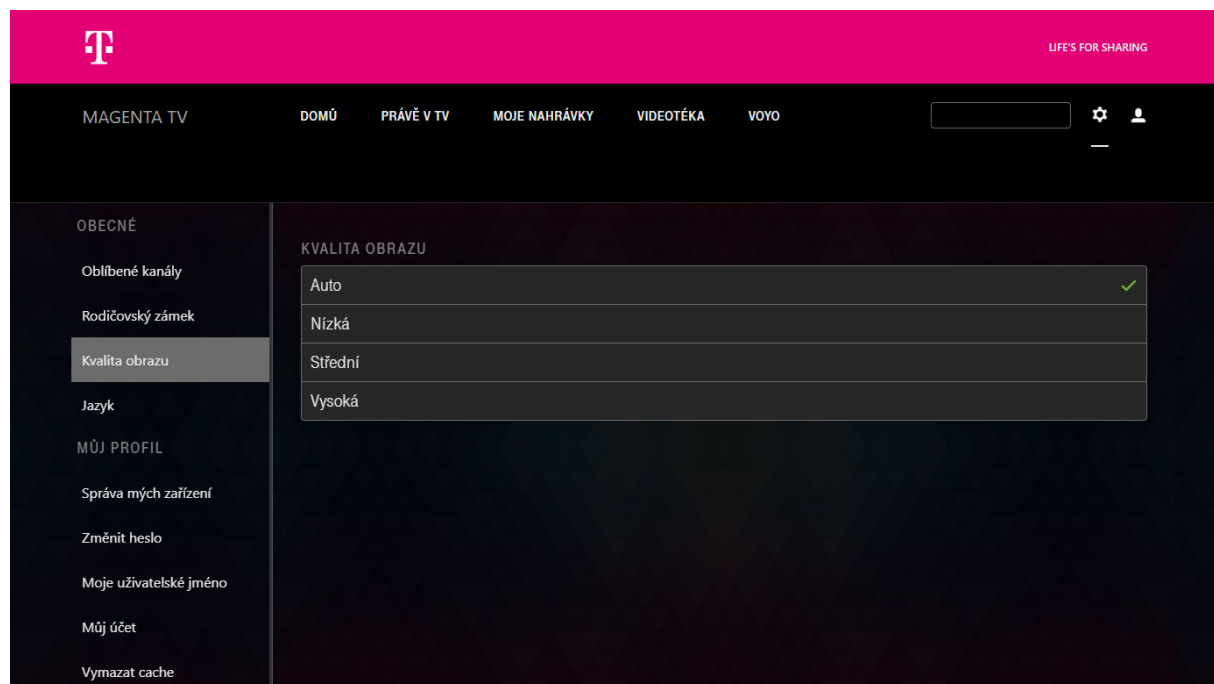 T
LIFE'S FOR SHARING
MAGENTA TV
DOMŮ PRÁVĚ V TV MOJE NAHRÁVKY VIDEOTÉKA VOYO
OBECNÉ
Oblíbené kanály
Rodičovský zámek
Kvalita obrazu
Jazyk
MŮJ PROFIL
Správa mých zařízení
Změnit heslo
Moje uživatelské jméno
Můj účet
Vymazat cache
KVALITA OBRAZU
Auto
Nízká
Střední
Vysoká